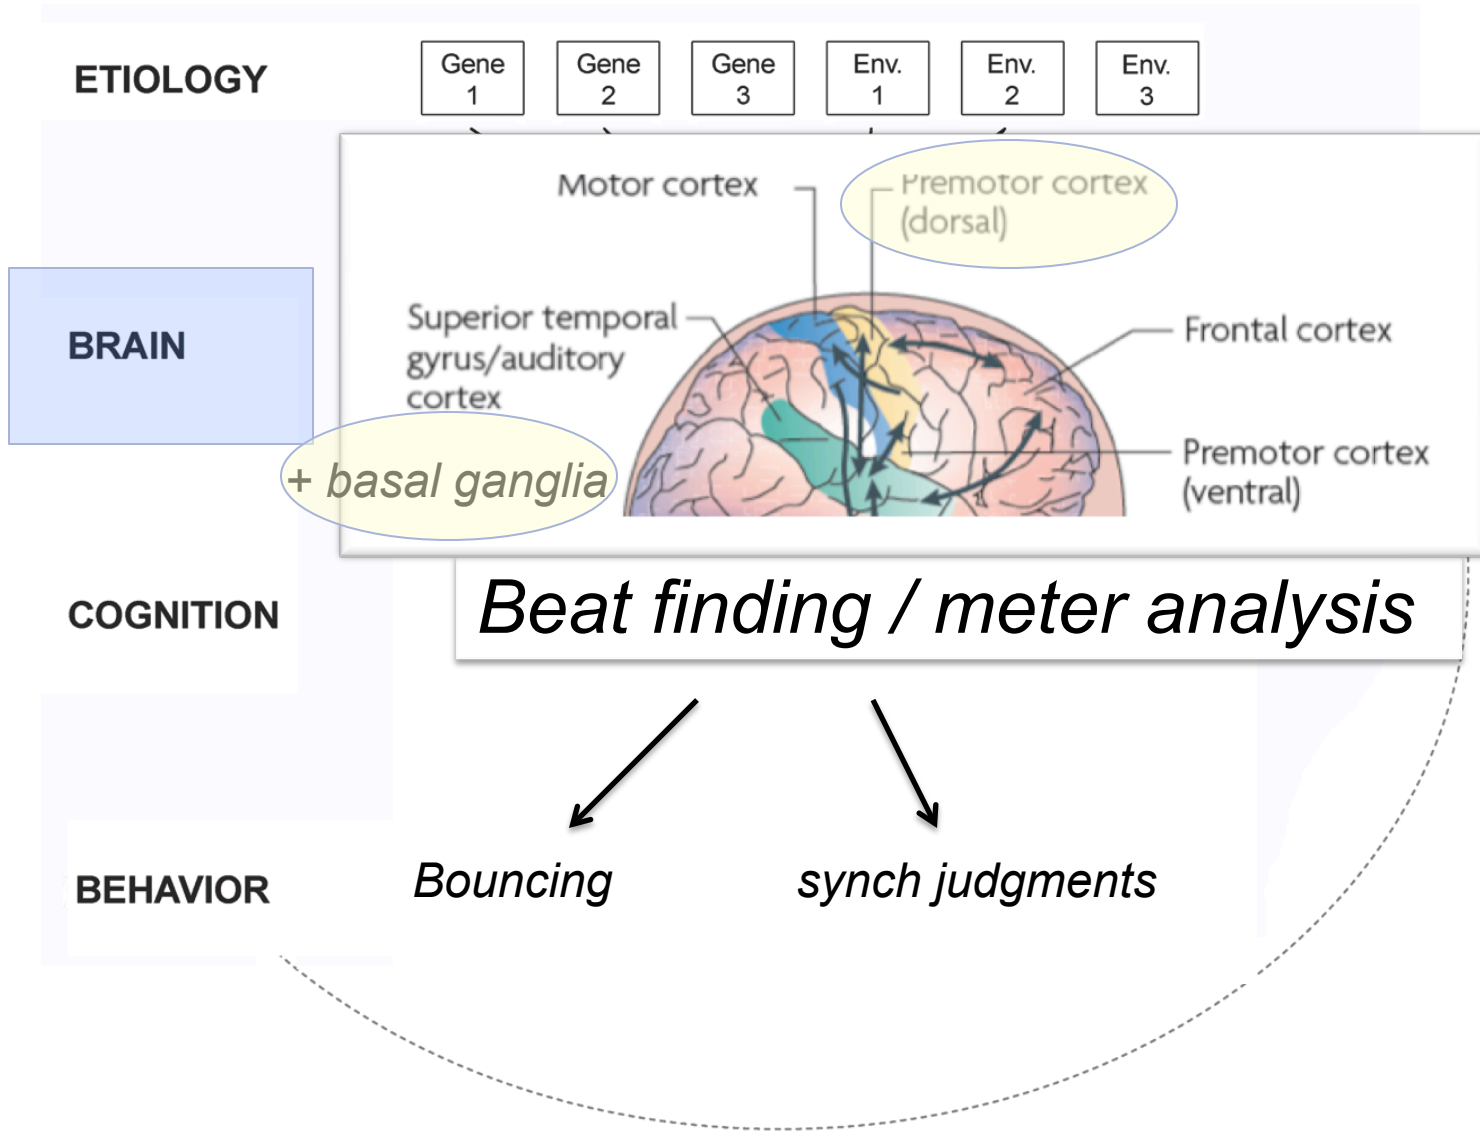 ETIOLOGY
Gene
1
Gene
2
Gene
3
Env.
1
Env.
2
Env.
3
Motor cortex
Premotor cortex
(dorsal)
BRAIN
Superior temporal
gyrus/auditory
cortex
Frontal cortex
+ basal ganglia
Premotor cortex
(ventral)
COGNITION
Beat finding / meter analysis
BEHAVIOR
Bouncing
synch judgments